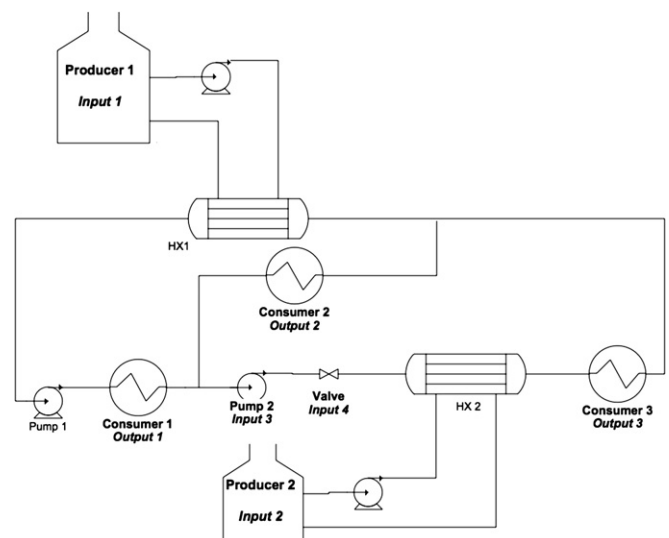 Producer 1
Input 1
HX1
Consumer 2
Output 2
Pump 1
Consumer 1
Output 1
Pump 2
Input 3
Valve
Input 4
HX 2
Consumer 3
Output 3
Producer 2
Input 2